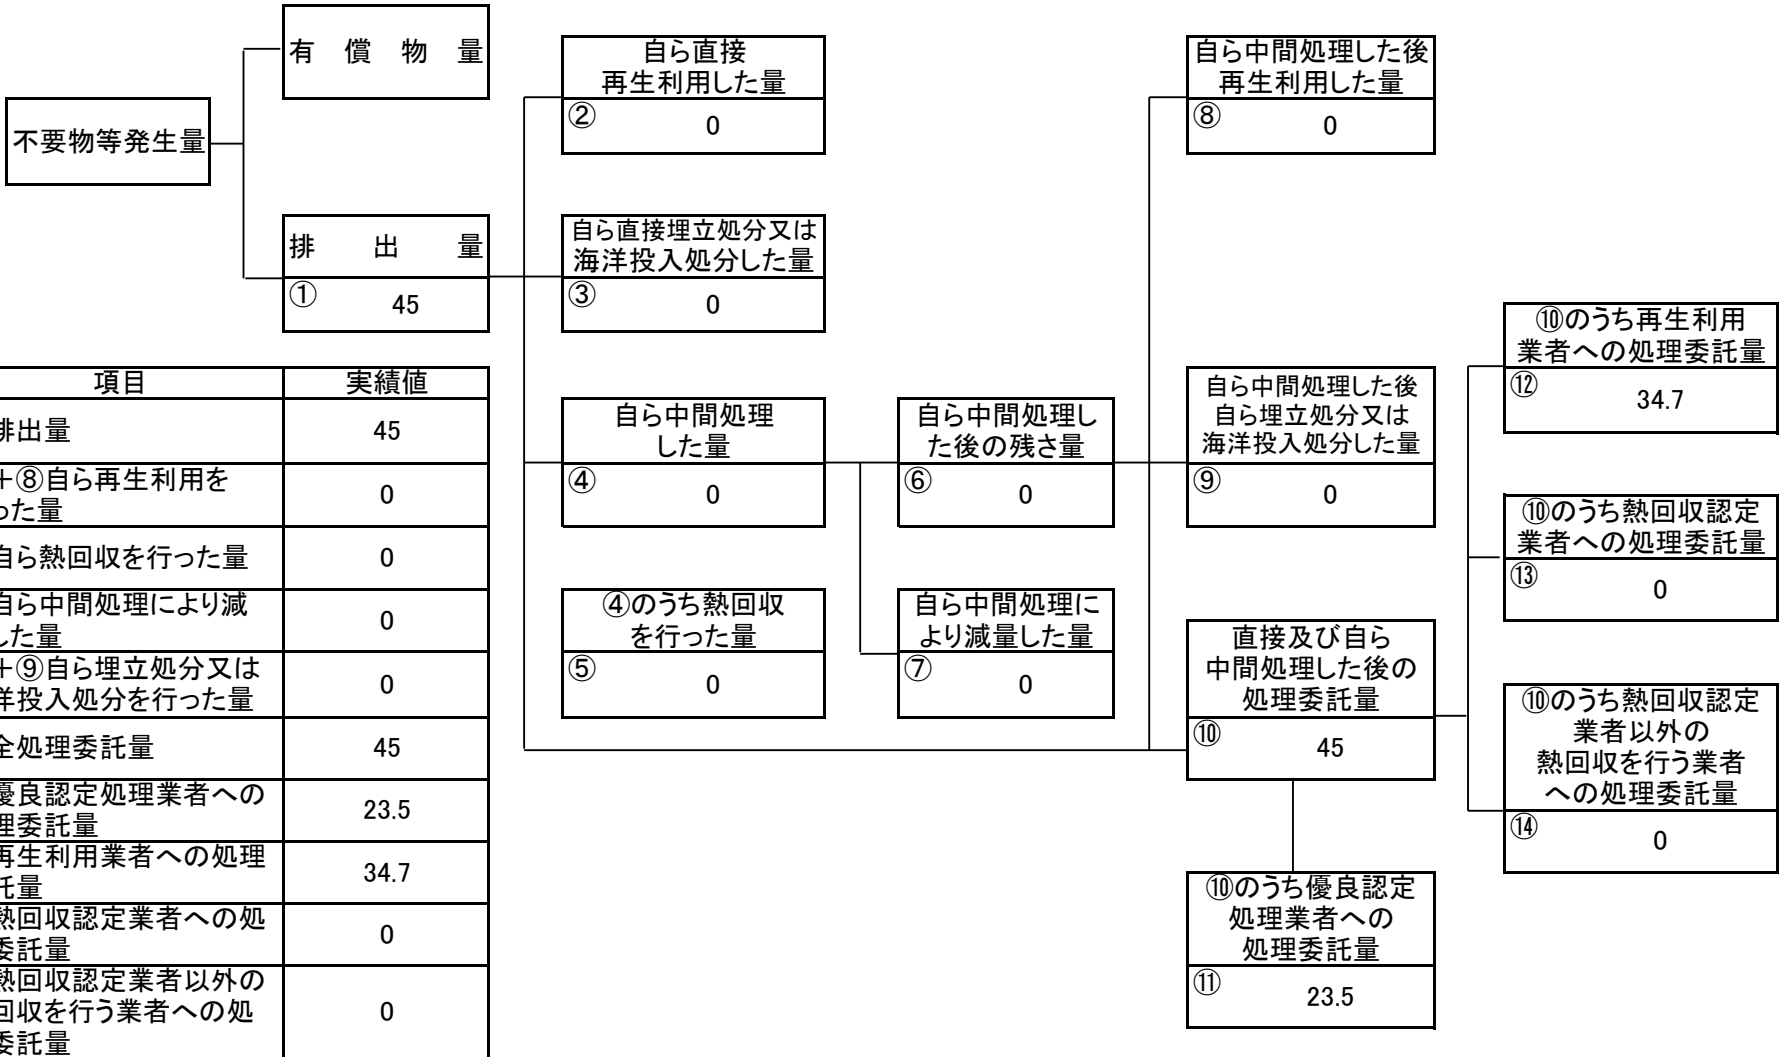 有償物量
不要物等発生量
排出量
① 45
自ら直接
再生利用した量
② 0
自ら直接埋立処分又は
海洋投入処分した量
③ 0
自ら中間処理
した量
④ 0
④のうち熱回収
を行った量
⑤ 0
自ら中間処理し
た後の残さ量
⑥ 0
自ら中間処理に
より減量した量
⑦ 0
自ら中間処理した後
再生利用した量
⑧ 0
自ら中間処理した後
自ら埋立処分又は
海洋投入処分した量
⑨ 0
直接及び自ら
中間処理した後の
処理委託量
⑩ 45
⑩のうち優良認定
処理業者への
処理委託量
⑪ 23.5
⑩のうち再生利用
業者への処理委託量
⑫ 34.7
⑩のうち熱回収認定
業者への処理委託量
⑬ 0
⑩のうち熱回収認定
業者以外の
熱回収を行う業者
への処理委託量
⑭ 0
項目 実績値
排出量 45
+⑧自ら再生利用を
った量 0
自ら熱回収を行った量 0
自ら中間処理により減
した量 0
+⑨自ら埋立処分又は
洋投入処分を行った量 0
全処理委託量 45
優良認定処理業者への
理委託量 23.5
再生利用業者への処理
託量 34.7
熱回収認定業者への処
委託量 0
熱回収認定業者以外の
回収を行う業者への処
委託量 0